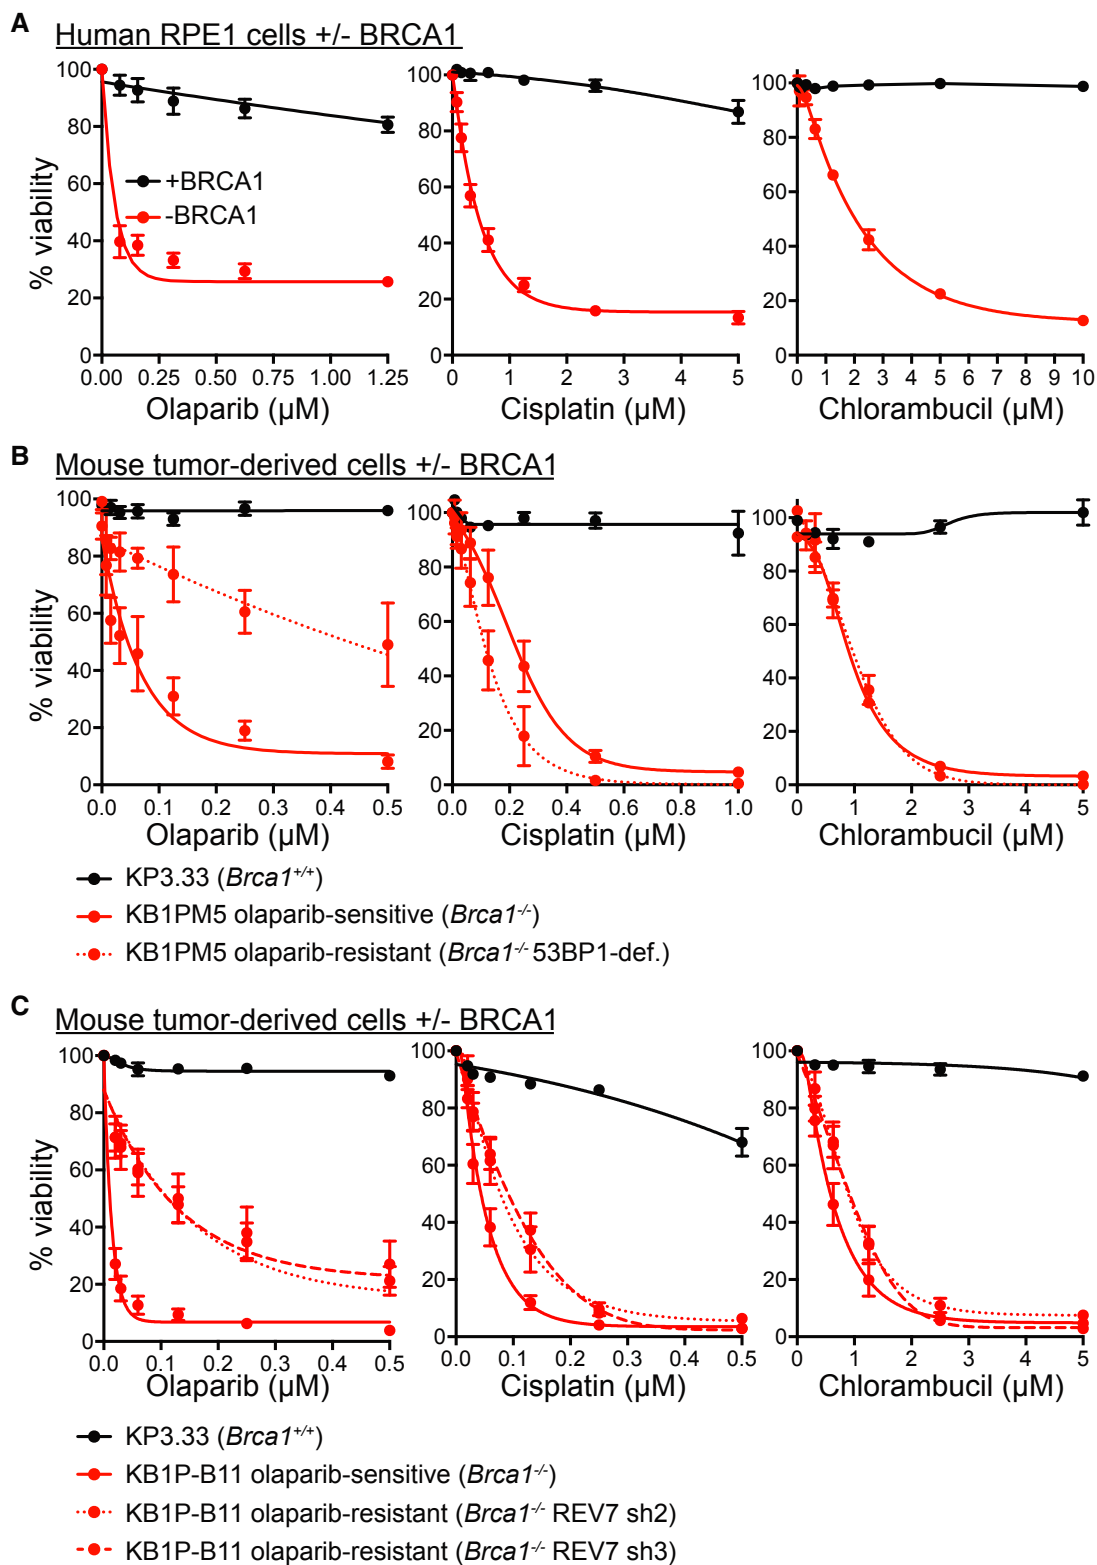 A
Human RPE1 cells +/- BRCA1
100
80
60
40
20
0
% viability
+BRCA1
-BRCA1
0.00 0.25 0.50 0.75 1.00 1.25
Olaparib (µM)
100
80
60
40
20
0
0 1 2 3 4 5
Cisplatin (µM)
100
80
60
40
20
0
0 1 2 3 4 5 6 7 8 9 10
Chlorambucil (µM)
B
Mouse tumor-derived cells +/- BRCA1
100
80
60
40
20
0
% viability
0.0 0.1 0.2 0.3 0.4 0.5
Olaparib (µM)
100
80
60
40
20
0
0.0 0.2 0.4 0.6 0.8 1.0
Cisplatin (µM)
100
80
60
40
20
0
0 1 2 3 4 5
Chlorambucil (µM)
KP3.33 (Brca1+/+)
KB1PM5 olaparib-sensitive (Brca1-/-)
KB1PM5 olaparib-resistant (Brca1-/- 53BP1-def.)
C
Mouse tumor-derived cells +/- BRCA1
100
80
60
40
20
0
% viability
0.0 0.1 0.2 0.3 0.4 0.5
Olaparib (µM)
100
80
60
40
20
0
0.0 0.1 0.2 0.3 0.4 0.5
Cisplatin (µM)
100
80
60
40
20
0
0 1 2 3 4 5
Chlorambucil (µM)
KP3.33 (Brca1+/+)
KB1P-B11 olaparib-sensitive (Brca1-/-)
KB1P-B11 olaparib-resistant (Brca1-/- REV7 sh2)
KB1P-B11 olaparib-resistant (Brca1-/- REV7 sh3)